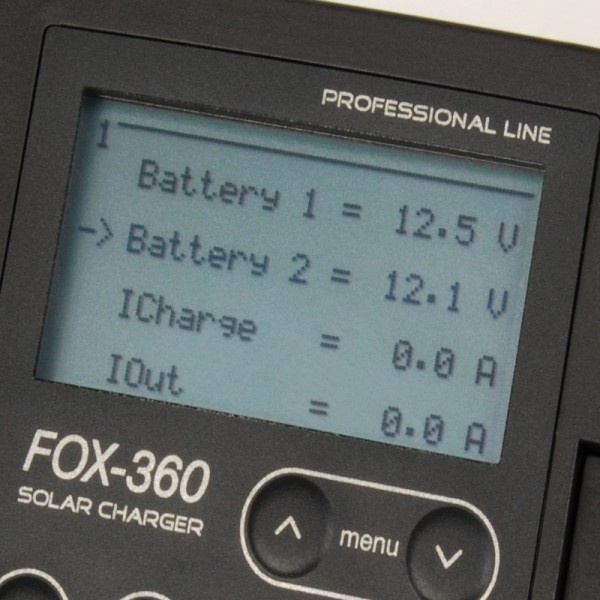 PROFESSIONAL LINE
1
Battery 1 = 12.5 V
-> Battery 2 = 12.1 V
ICharge = 0.0 A
IOut = 0.0 A
FOX-360
SOLAR CHARGER
menu